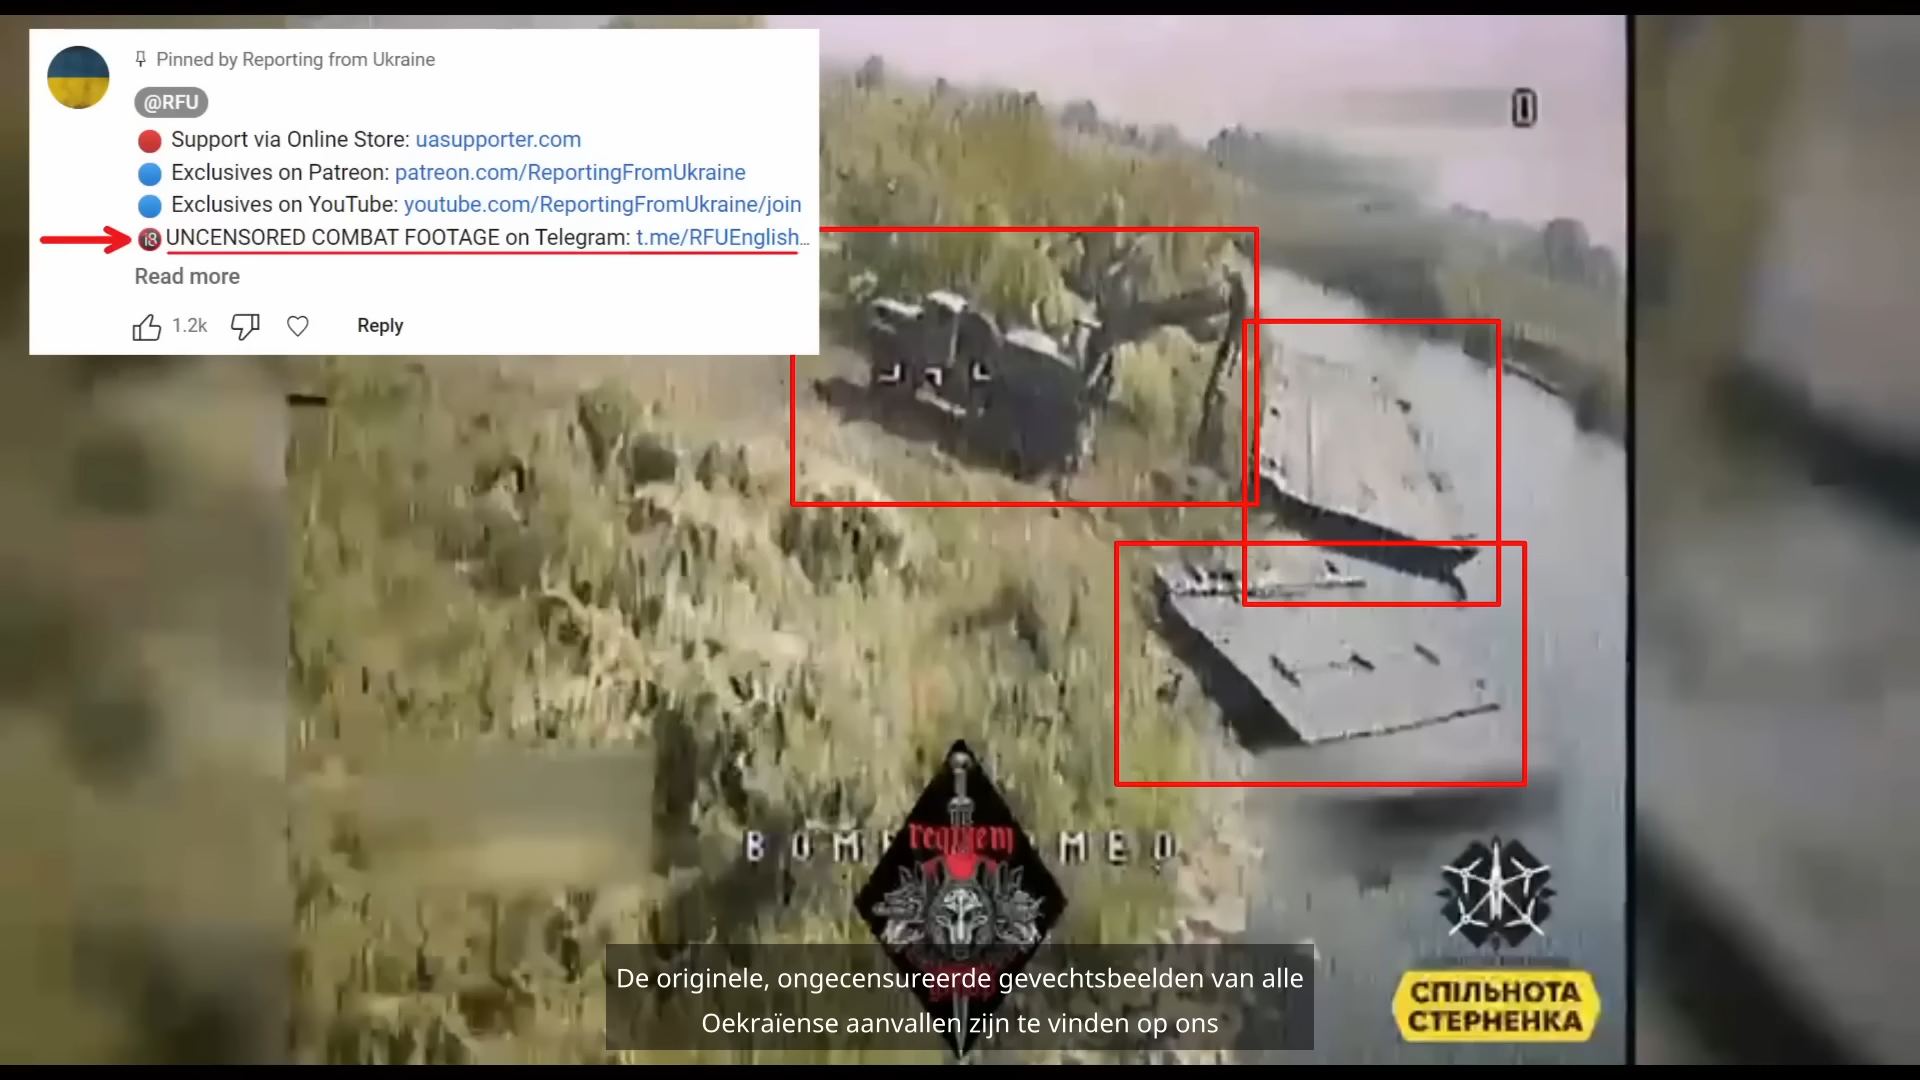 Pinned by Reporting from Ukraine
@RFU
Support via Online Store: uasupporter.com
Exclusives on Patreon: patreon.com/ReportingFromUkraine
Exclusives on YouTube: youtube.com/ReportingFromUkraine/join
18 UNCENSORED COMBAT FOOTAGE on Telegram: t.me/RFUEnglish…
Read more
1.2k
Reply
0
requiem
De originele, ongecensureerde gevechtsbeelden van alle
Oekraïense aanvallen zijn te vinden op ons
СПІЛЬНОТА
СТЕРНЕНКА